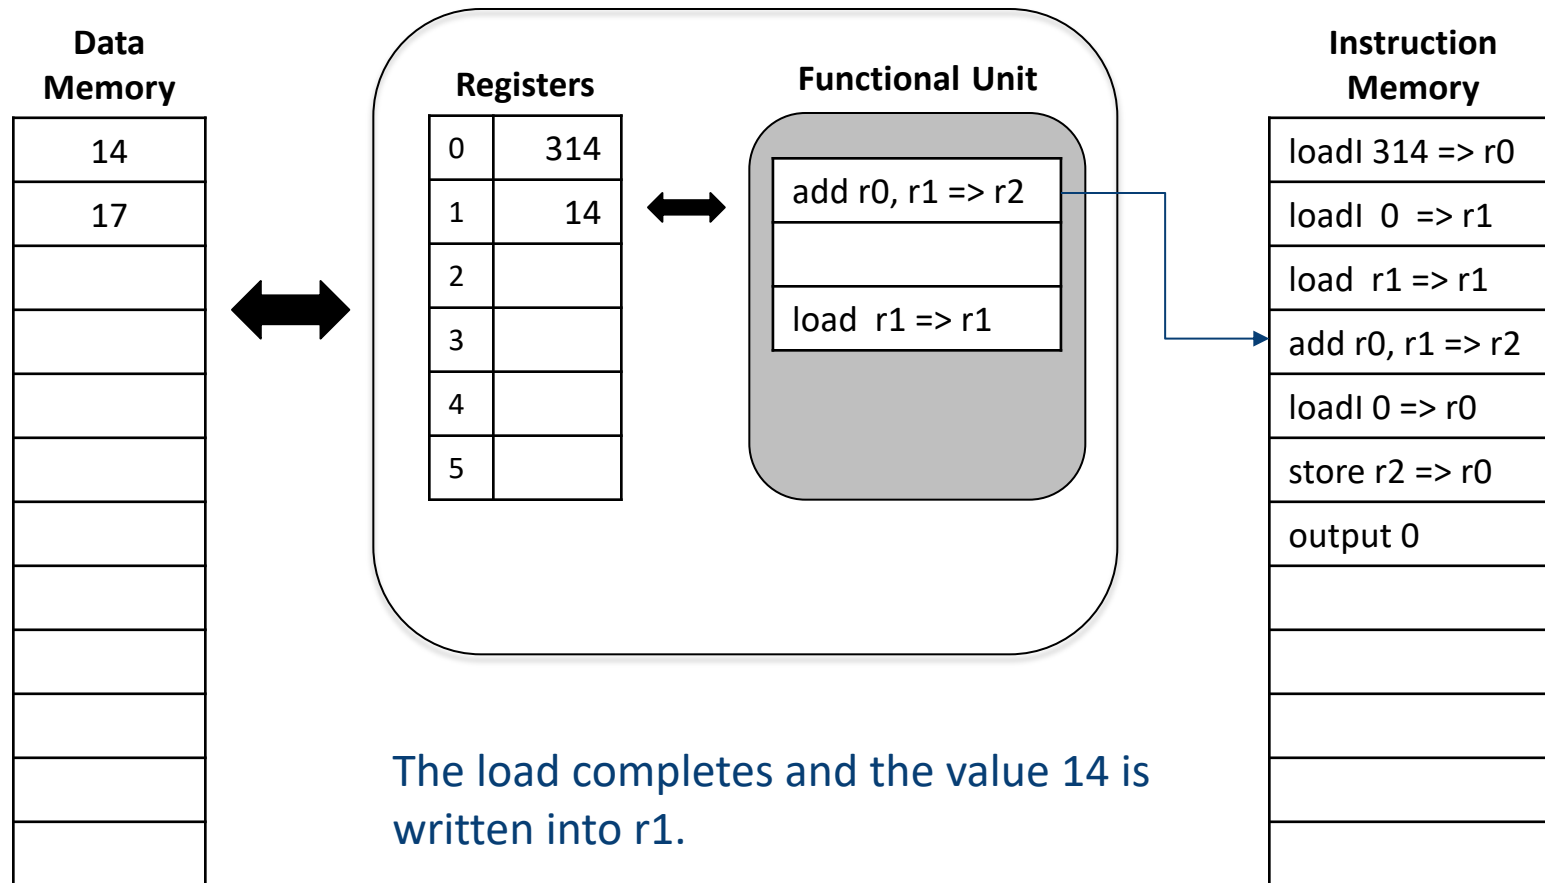 Data
Memory
14
17
Registers
0 314
1 14
2
3
4
5
Functional Unit
add r0, r1 => r2
load r1 => r1
Instruction
Memory
loadI 314 => r0
loadI 0 => r1
load r1 => r1
add r0, r1 => r2
loadI 0 => r0
store r2 => r0
output 0
The load completes and the value 14 is
written into r1.